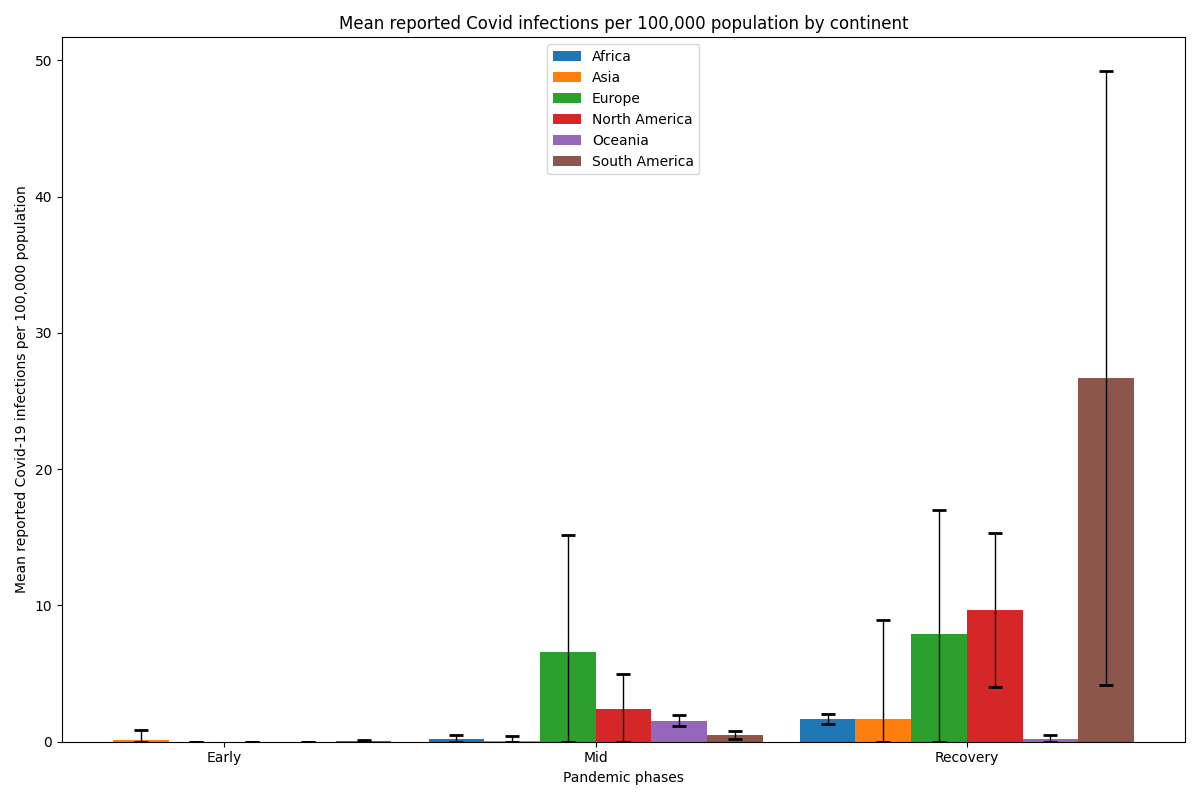 Mean reported Covid infections per 100,000 population by continent
Africa
Asia
Europe
North America
Oceania
South America
Mean reported Covid-19 infections per 100,000 population
50
40
30
20
10
0
Early
Mid
Recovery
Pandemic phases